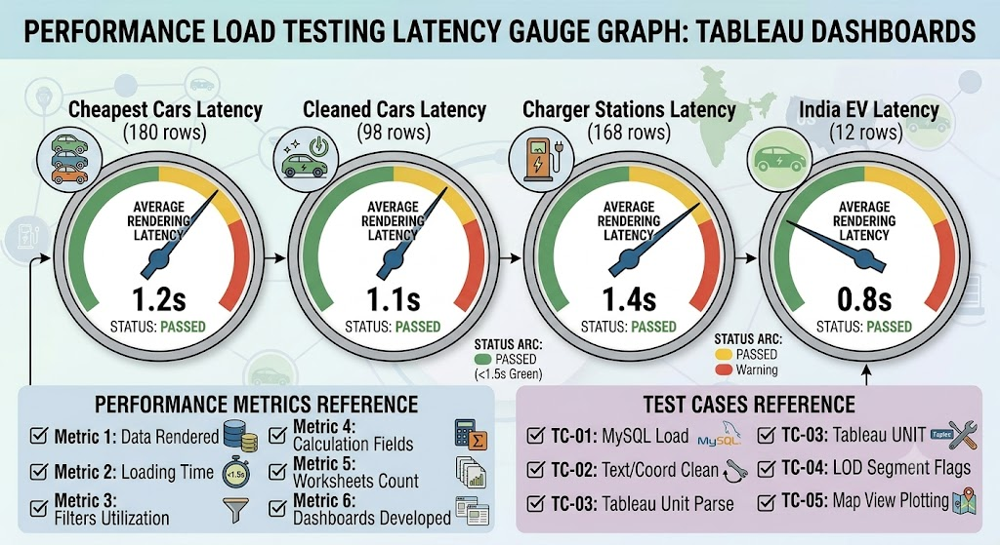 PERFORMANCE LOAD TESTING LATENCY GAUGE GRAPH: TABLEAU DASHBOARDS
Cheapest Cars Latency
(180 rows)
AVERAGE
RENDERING
LATENCY
1.2s
STATUS: PASSED
Cleaned Cars Latency
(98 rows)
AVERAGE
RENDERING
LATENCY
1.1s
STATUS: PASSED
Charger Stations Latency
(168 rows)
AVERAGE
RENDERING
LATENCY
1.4s
STATUS: PASSED
India EV Latency
(12 rows)
AVERAGE
RENDERING
LATENCY
0.8s
STATUS: PASSED
STATUS ARC:
PASSED
(<1.5s Green)
STATUS ARC:
PASSED
Warning
PERFORMANCE METRICS REFERENCE
Metric 1: Data Rendered
Metric 2: Loading Time
<1.5s
Metric 3:
Filters Utilization
Metric 4:
Calculation Fields
Σ
Metric 5:
Worksheets Count
Metric 6:
Dashboards Developed
TEST CASES REFERENCE
TC-01: MySQL Load
MySQL
TC-02: Text/Coord Clean
TC-03: Tableau Unit Parse
TC-03: Tableau UNIT
TC-04: LOD Segment Flags
TC-05: Map View Plotting